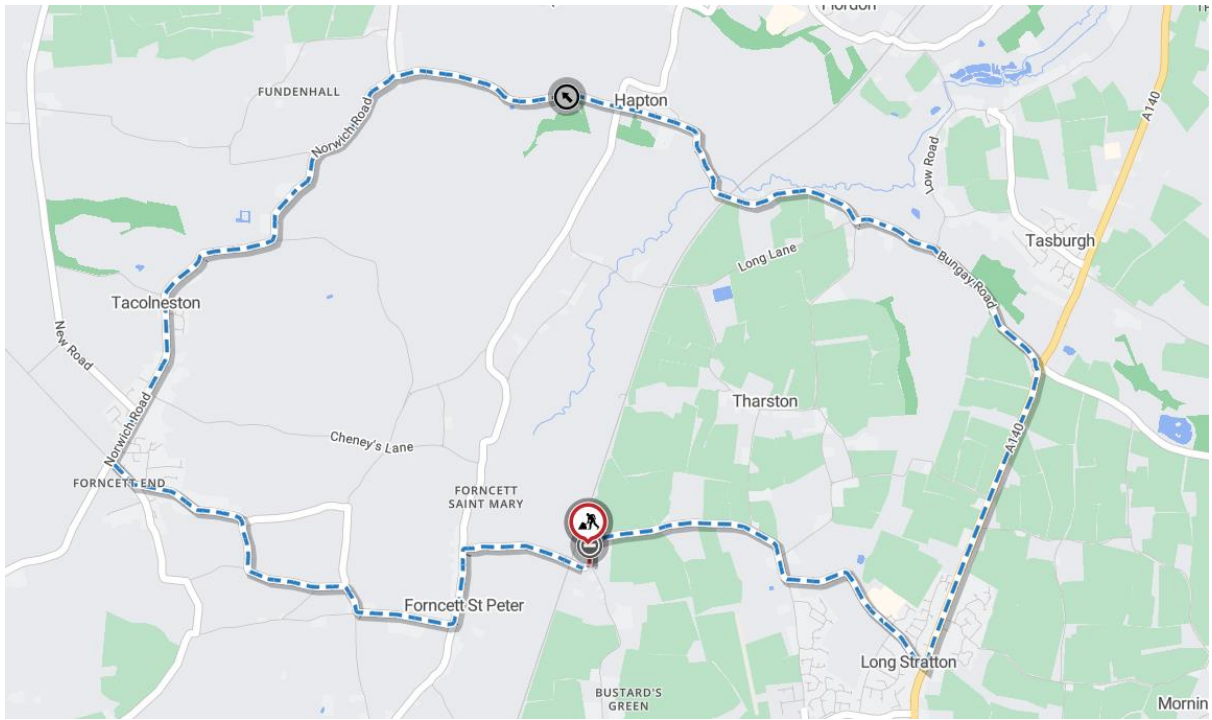 FUNDENHALL
Hapton
A140
Norwich Road
Low Road
Tasburgh
Long Lane
Bungay Road
Tacolneston
New Road
Tharston
Norwich Road
Cheney's Lane
A140
FORNCETT END
FORNCETT
SAINT MARY
Forncett St Peter
Long Stratton
BUSTARD'S
GREEN
Mornin